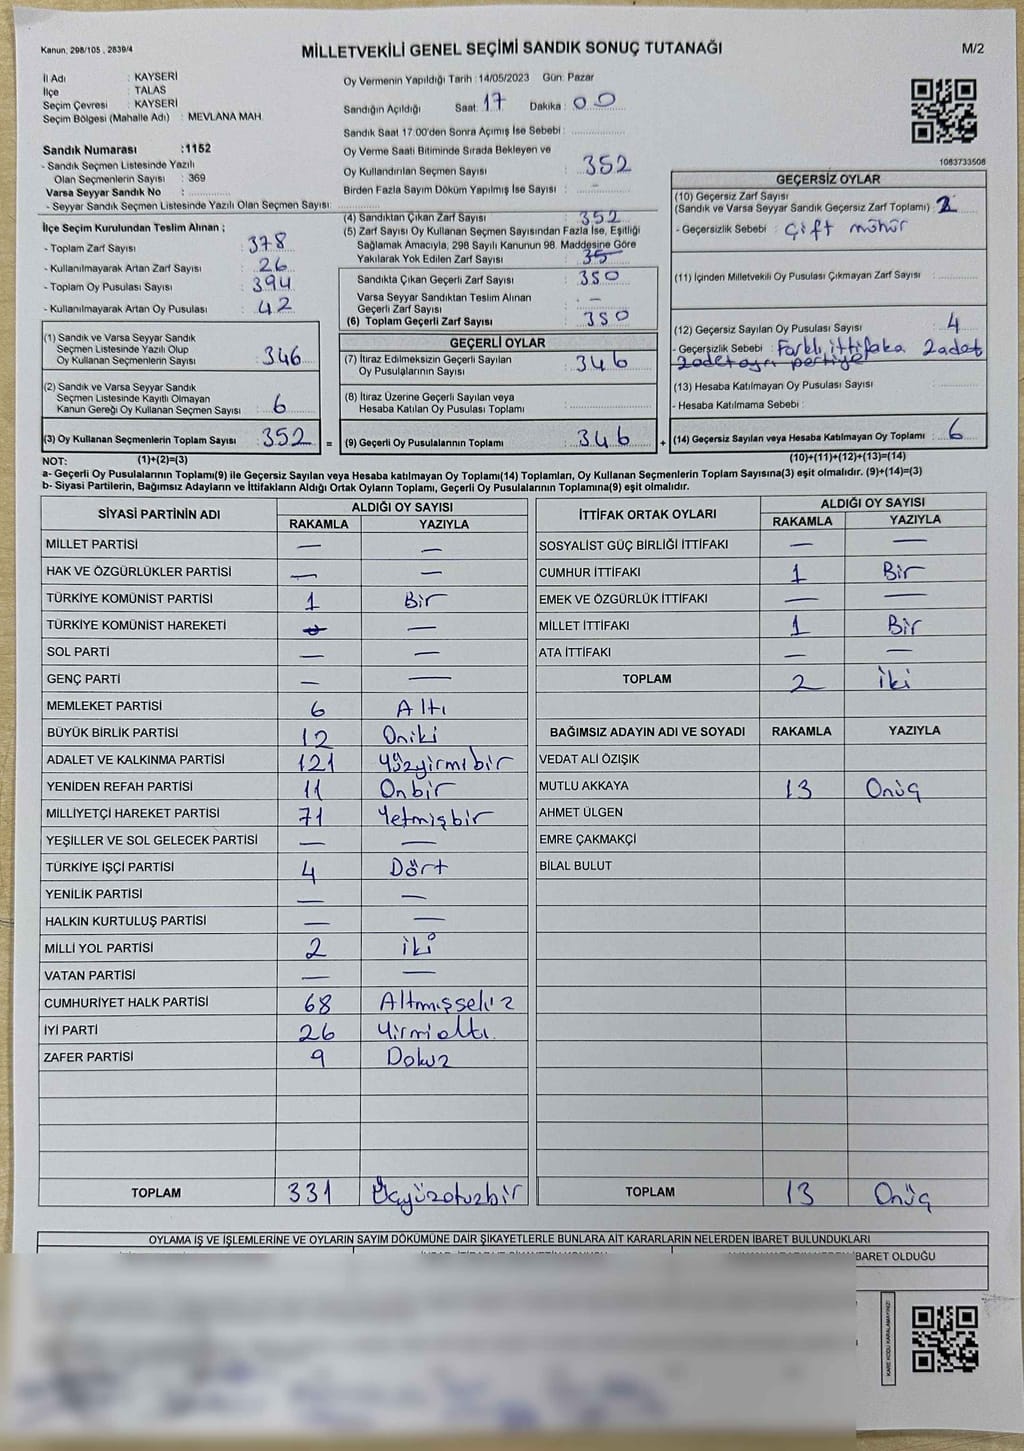 Kanun: 298/105 , 2839/4
MİLLETVEKİLİ GENEL SEÇİMİ SANDIK SONUÇ TUTANAĞI
M/2
İl Adı : KAYSERİ
İlçe : TALAS
Seçim Çevresi : KAYSERİ
Seçim Bölgesi (Mahalle Adı) : MEVLANA MAH.
Oy Vermenin Yapıldığı Tarih : 14/05/2023 Gün: Pazar
Sandığın Açıldığı Saat: 17 Dakika : 00
Sandık Saat 17:00'den Sonra Açımış İse Sebebi :
Oy Verme Saati Bitiminde Sırada Bekleyen ve
Oy Kullandırılan Seçmen Sayısı : 352
Birden Fazla Sayım Döküm Yapılmış İse Sayısı : -
Sandık Numarası :1152
- Sandık Seçmen Listesinde Yazılı
Olan Seçmenlerin Sayısı : 369
Varsa Seyyar Sandık No :
- Seyyar Sandık Seçmen Listesinde Yazılı Olan Seçmen Sayısı:
1083733508
İlçe Seçim Kurulundan Teslim Alınan ;
- Toplam Zarf Sayısı : 378
- Kullanılmayarak Artan Zarf Sayısı : 26
- Toplam Oy Pusulası Sayısı : 394
- Kullanılmayarak Artan Oy Pusulası : 42
(1) Sandık ve Varsa Seyyar Sandık
Seçmen Listesinde Yazılı Olup
Oy Kullanan Seçmenlerin Sayısı : 346
(2) Sandık ve Varsa Seyyar Sandık
Seçmen Listesinde Kayıtlı Olmayan
Kanun Gereği Oy Kullanan Seçmen Sayısı : 6
(3) Oy Kullanan Seçmenlerin Toplam Sayısı : 352 =
(4) Sandıktan Çıkan Zarf Sayısı : 352
(5) Zarf Sayısı Oy Kullanan Seçmen Sayısından Fazla İse, Eşitliği
Sağlamak Amacıyla, 298 Sayılı Kanunun 98. Maddesine Göre
Yakılarak Yok Edilen Zarf Sayısı : 35
Sandıkta Çıkan Geçerli Zarf Sayısı : 350
Varsa Seyyar Sandıktan Teslim Alınan
Geçerli Zarf Sayısı : -
(6) Toplam Geçerli Zarf Sayısı : 350
GEÇERLİ OYLAR
(7) İtiraz Edilmeksizin Geçerli Sayılan
Oy Pusulalarının Sayısı : 346
(8) İtiraz Üzerine Geçerli Sayılan veya
Hesaba Katılan Oy Pusulası Toplamı :
(9) Geçerli Oy Pusulalarının Toplamı : 346 +
GEÇERSİZ OYLAR
(10) Geçersiz Zarf Sayısı
(Sandık ve Varsa Seyyar Sandık Geçersiz Zarf Toplamı) : 2
- Geçersizlik Sebebi : Çift mühür
(11) İçinden Milletvekili Oy Pusulası Çıkmayan Zarf Sayısı :
(12) Geçersiz Sayılan Oy Pusulası Sayısı : 4
- Geçersizlik Sebebi : Farklı ittifaka 2 adet
2 adet ayrı partiye
(13) Hesaba Katılmayan Oy Pusulası Sayısı :
- Hesaba Katılmama Sebebi :
(14) Geçersiz Sayılan veya Hesaba Katılmayan Oy Toplamı : 6
NOT: (1)+(2)=(3) (10)+(11)+(12)+(13)=(14)
a- Geçerli Oy Pusulalarının Toplamı(9) ile Geçersiz Sayılan veya Hesaba katılmayan Oy Toplamı(14) Toplamları, Oy Kullanan Seçmenlerin Toplam Sayısına(3) eşit olmalıdır. (9)+(14)=(3)
b- Siyasi Partilerin, Bağımsız Adayların ve İttifakların Aldığı Ortak Oyların Toplamı, Geçerli Oy Pusulalarının Toplamına(9) eşit olmalıdır.
SİYASİ PARTİNİN ADI ALDIĞI OY SAYISI
RAKAMLA YAZIYLA
MİLLET PARTİSİ — —
HAK VE ÖZGÜRLÜKLER PARTİSİ — —
TÜRKİYE KOMÜNİST PARTİSİ 1 Bir
TÜRKİYE KOMÜNİST HAREKETİ — —
SOL PARTİ — —
GENÇ PARTİ — —
MEMLEKET PARTİSİ 6 Altı
BÜYÜK BİRLİK PARTİSİ 12 Oniki
ADALET VE KALKINMA PARTİSİ 121 Yüzyirmibir
YENİDEN REFAH PARTİSİ 11 Onbir
MİLLİYETÇİ HAREKET PARTİSİ 71 Yetmişbir
YEŞİLLER VE SOL GELECEK PARTİSİ — —
TÜRKİYE İŞÇİ PARTİSİ 4 Dört
YENİLİK PARTİSİ — —
HALKIN KURTULUŞ PARTİSİ — —
MİLLİ YOL PARTİSİ 2 iki
VATAN PARTİSİ — —
CUMHURİYET HALK PARTİSİ 68 Altmışsekiz
İYİ PARTİ 26 Yirmialtı.
ZAFER PARTİSİ 9 Dokuz
TOPLAM 331 Üçyüzotuzbir
İTTİFAK ORTAK OYLARI ALDIĞI OY SAYISI
RAKAMLA YAZIYLA
SOSYALİST GÜÇ BİRLİĞİ İTTİFAKI — —
CUMHUR İTTİFAKI 1 Bir
EMEK VE ÖZGÜRLÜK İTTİFAKI — —
MİLLET İTTİFAKI 1 Bir
ATA İTTİFAKI — —
TOPLAM 2 iki
BAĞIMSIZ ADAYIN ADI VE SOYADI RAKAMLA YAZIYLA
VEDAT ALİ ÖZIŞIK
MUTLU AKKAYA 13 Onüç
AHMET ÜLGEN
EMRE ÇAKMAKÇİ
BİLAL BULUT
TOPLAM 13 Onüç
OYLAMA İŞ VE İŞLEMLERİNE VE OYLARIN SAYIM DÖKÜMÜNE DAİR ŞİKAYETLERLE BUNLARA AİT KARARLARIN NELERDEN İBARET BULUNDUKLARI
BARET OLDUĞU
KARE KODU KARALAMAYINIZ!